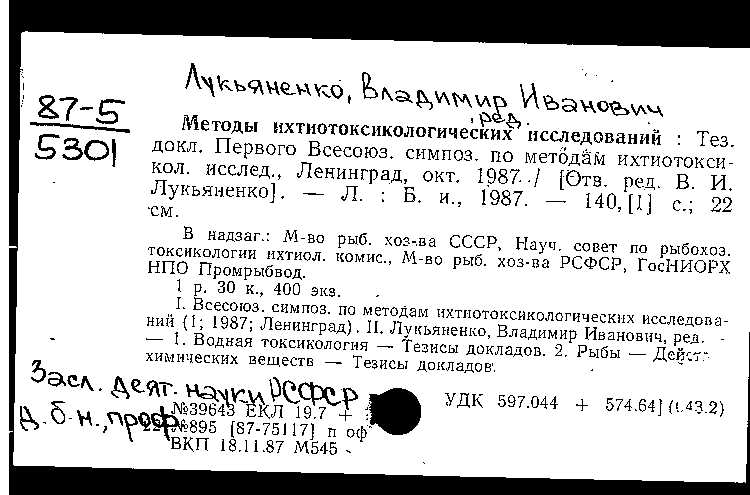 Лукьяненко, Владимир Иванович
ред.
87-5
5301
Методы ихтиотоксикологических исследований : Тез.
докл. Первого Всесоюз. симпоз. по методам ихтиотокси-
кол. исслед., Ленинград, окт. 1987. / [Отв. ред. В. И.
Лукьяненко]. — Л. : Б. и., 1987. — 140,[1] с.; 22
см.
В надзаг.: М-во рыб. хоз-ва СССР, Науч. совет по рыбохоз.
токсикологии ихтиол. комис., М-во рыб. хоз-ва РСФСР, ГосНИОРХ
НПО Промрыбвод.
1 р. 30 к., 400 экз.
I. Всесоюз. симпоз. по методам ихтиотоксикологических исследова-
ний (1; 1987; Ленинград). II. Лукьяненко, Владимир Иванович, ред. -
— 1. Водная токсикология — Тезисы докладов. 2. Рыбы — Дейст.
химических веществ — Тезисы докладов.
Засл. деят. науки РСФСР
УДК 597.044 + 574.64] (t.43.2)
№39643 ЕКЛ 19.7 +
д. б. н., проф.
№895 [87-75117] п оф
ВКП 18.11.87 М545